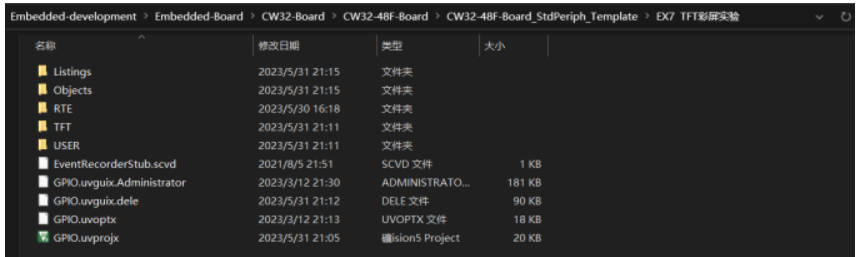 Embedded-development > Embedded-Board > CW32-Board > CW32-48F-Board > CW32-48F-Board_StdPeriph_Template > EX7 TFT彩屏实验
名称 修改日期 类型 大小
Listings 2023/5/31 21:15 文件夹
Objects 2023/5/31 21:15 文件夹
RTE 2023/5/30 16:18 文件夹
TFT 2023/5/31 21:11 文件夹
USER 2023/5/31 21:11 文件夹
EventRecorderStub.scvd 2021/8/5 21:51 SCVD 文件 1 KB
GPIO.uvguix.Administrator 2023/3/12 21:30 ADMINISTRATO... 181 KB
GPIO.uvguix.dele 2023/5/31 21:12 DELE 文件 90 KB
GPIO.uvoptx 2023/3/12 21:13 UVOPTX 文件 18 KB
GPIO.uvprojx 2023/5/31 21:05 礦ision5 Project 20 KB